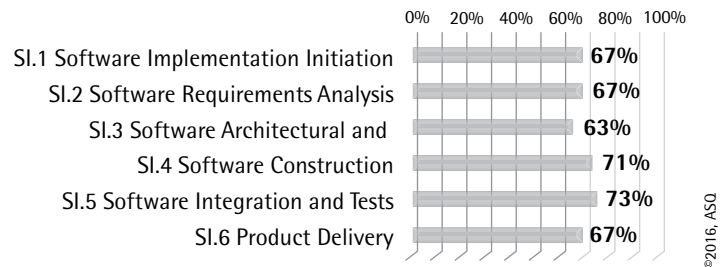 0% 20% 40% 60% 80% 100%
SI.1 Software Implementation Initiation 67%
SI.2 Software Requirements Analysis 67%
SI.3 Software Architectural and 63%
SI.4 Software Construction 71%
SI.5 Software Integration and Tests 73%
SI.6 Product Delivery 67%
©2016, ASQ